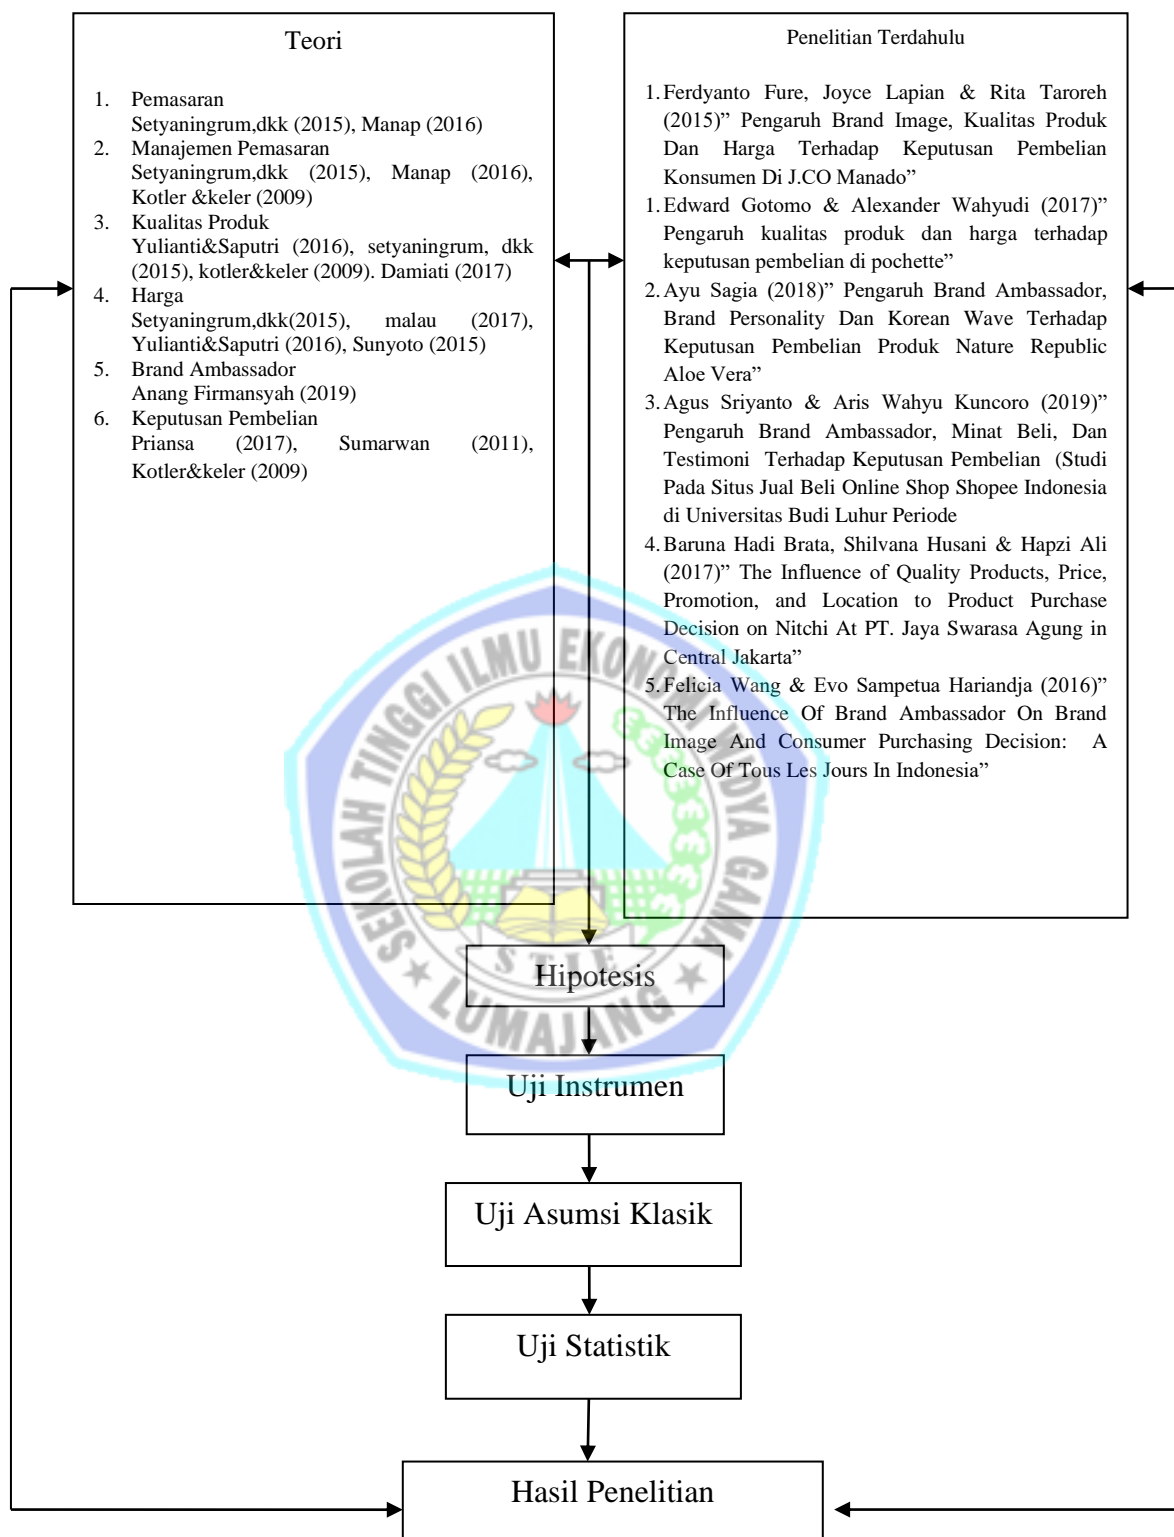 Teori
1. Pemasaran
Setyaningrum,dkk (2015), Manap (2016)
2. Manajemen Pemasaran
Setyaningrum,dkk (2015), Manap (2016),
Kotler &keler (2009)
3. Kualitas Produk
Yulianti&Saputri (2016), setyaningrum, dkk
(2015), kotler&keler (2009). Damiati (2017)
4. Harga
Setyaningrum,dkk(2015), malau (2017),
Yulianti&Saputri (2016), Sunyoto (2015)
5. Brand Ambassador
Anang Firmansyah (2019)
6. Keputusan Pembelian
Priansa (2017), Sumarwan (2011),
Kotler&keler (2009)
Penelitian Terdahulu
1. Ferdyanto Fure, Joyce Lapian & Rita Taroreh
(2015)” Pengaruh Brand Image, Kualitas Produk
Dan Harga Terhadap Keputusan Pembelian
Konsumen Di J.CO Manado”
1. Edward Gotomo & Alexander Wahyudi (2017)”
Pengaruh kualitas produk dan harga terhadap
keputusan pembelian di pochette”
2. Ayu Sagia (2018)” Pengaruh Brand Ambassador,
Brand Personality Dan Korean Wave Terhadap
Keputusan Pembelian Produk Nature Republic
Aloe Vera”
3. Agus Sriyanto & Aris Wahyu Kuncoro (2019)”
Pengaruh Brand Ambassador, Minat Beli, Dan
Testimoni Terhadap Keputusan Pembelian (Studi
Pada Situs Jual Beli Online Shop Shopee Indonesia
di Universitas Budi Luhur Periode
4. Baruna Hadi Brata, Shilvana Husani & Hapzi Ali
(2017)” The Influence of Quality Products, Price,
Promotion, and Location to Product Purchase
Decision on Nitchi At PT. Jaya Swarasa Agung in
Central Jakarta”
5. Felicia Wang & Evo Sampetua Hariandja (2016)”
The Influence Of Brand Ambassador On Brand
Image And Consumer Purchasing Decision: A
Case Of Tous Les Jours In Indonesia”
SEKOLAH TINGGI ILMU EKONOMI WIDYA GAMA
STIE
LUMAJANG
Hipotesis
Uji Instrumen
Uji Asumsi Klasik
Uji Statistik
Hasil Penelitian